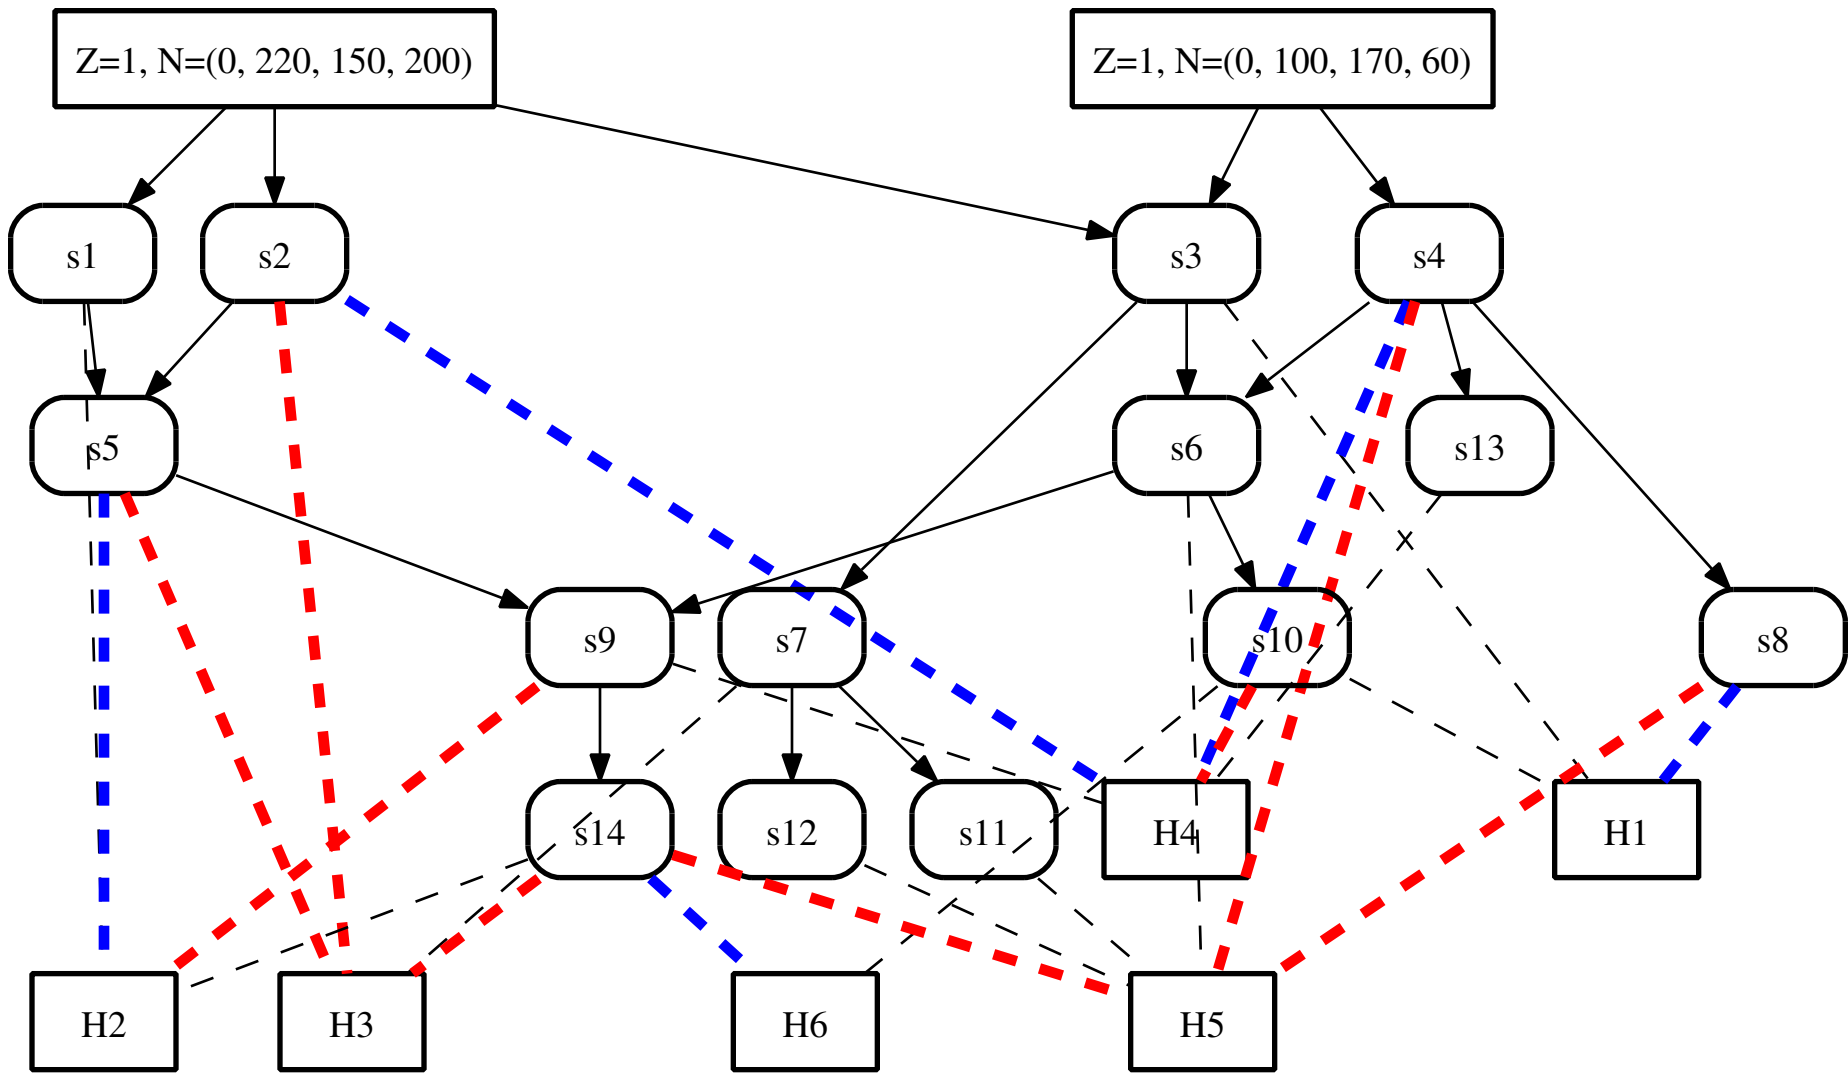 Z=1, N=(0, 220, 150, 200)
Z=1, N=(0, 100, 170, 60)
s1
s2
s3
s4
s5
s6
s13
s9
s7
s10
s8
s14
s12
s11
H4
H1
H2
H3
H6
H5